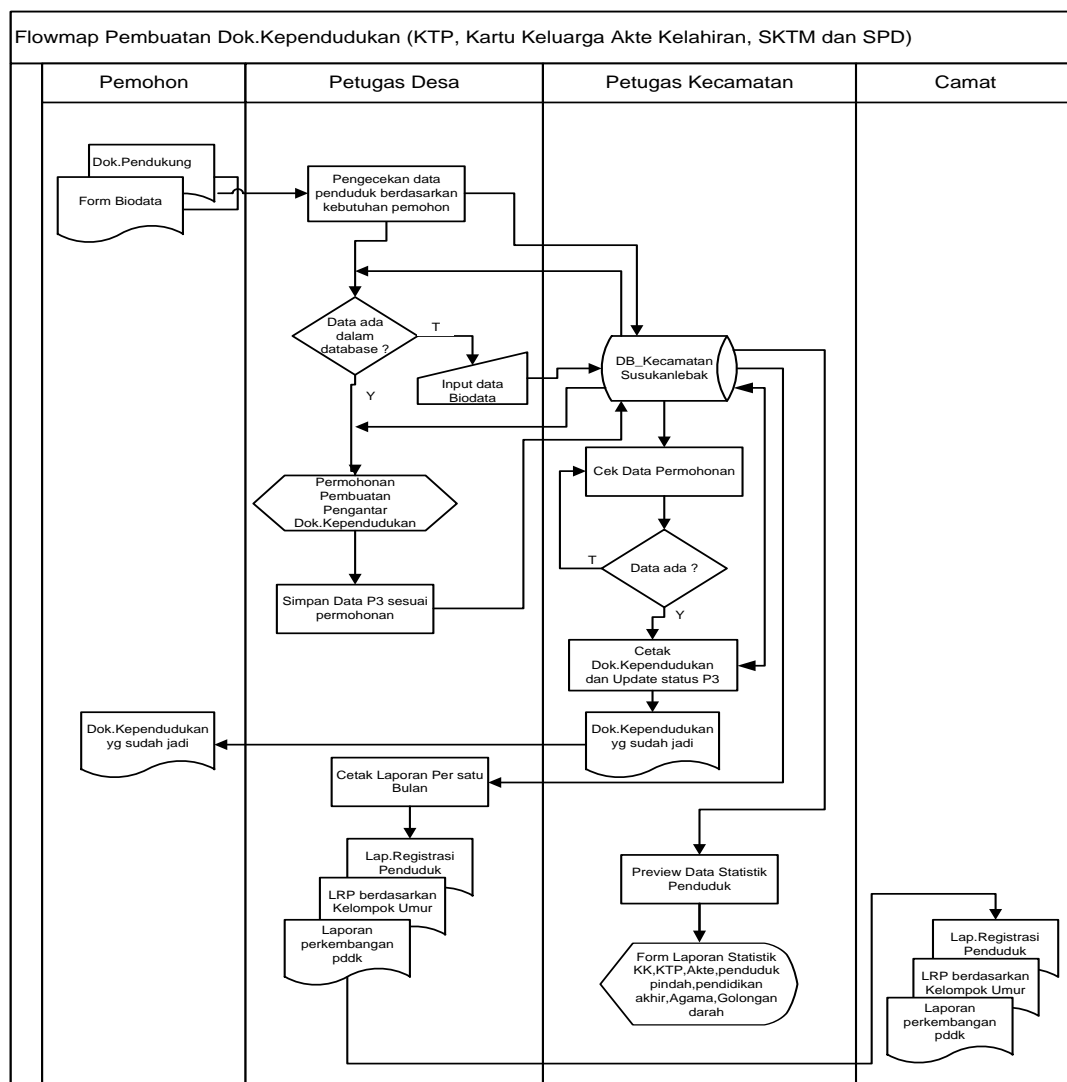 Flowmap Pembuatan Dok.Kependudukan (KTP, Kartu Keluarga Akte Kelahiran, SKTM dan SPD)
Pemohon
Petugas Desa
Petugas Kecamatan
Camat
Dok.Pendukung
Form Biodata
Pengecekan data
penduduk berdasarkan
kebutuhan pemohon
Data ada
dalam
database ?
T
Y
Input data
Biodata
DB_Kecamatan
Susukanlebak
Cek Data Permohonan
Permohonan
Pembuatan
Pengantar
Dok.Kependudukan
Data ada ?
T
Y
Simpan Data P3 sesuai
permohonan
Cetak
Dok.Kependudukan
dan Update status P3
Dok.Kependudukan
yg sudah jadi
Dok.Kependudukan
yg sudah jadi
Cetak Laporan Per satu
Bulan
Lap.Registrasi
Penduduk
LRP berdasarkan
Kelompok Umur
Laporan
perkembangan
pddk
Preview Data Statistik
Penduduk
Form Laporan Statistik
KK,KTP,Akte,penduduk
pindah,pendidikan
akhir,Agama,Golongan
darah
Lap.Registrasi
Penduduk
LRP berdasarkan
Kelompok Umur
Laporan
perkembangan
pddk